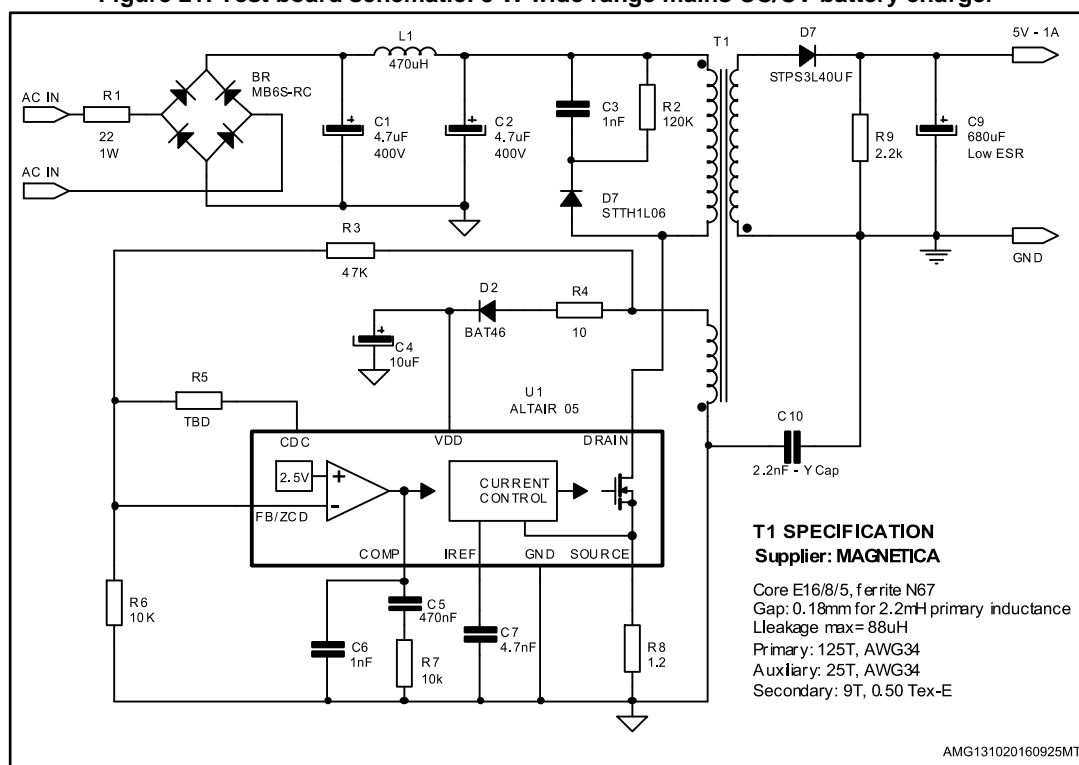 Figure 21. Test board schematic: 5 W wide range mains CC/CV battery charger
AC IN
R1
22
1W
AC IN
BR
MB6S-RC
L1
470uH
C1
4.7uF
400V
C2
4.7uF
400V
C3
1nF
R2
120K
D7
STTH1L06
T1
D7
STPS3L40UF
R9
2.2k
C9
680uF
Low ESR
5V - 1A
GND
R3
47K
D2
BAT46
R4
10
C4
10uF
R5
TBD
U1
ALTAIR 05
CDC
VDD
DRAIN
2.5V
+
-
CURRENT
CONTROL
FB/ZCD
COMP
IREF
GND
SOURCE
C10
2.2nF - Y Cap
R6
10K
C6
1nF
C5
470nF
R7
10k
C7
4.7nF
R8
1.2
T1 SPECIFICATION
Supplier: MAGNETICA
Core E16/8/5, ferrite N67
Gap: 0.18mm for 2.2mH primary inductance
Lleakage max= 88uH
Primary: 125T, AWG34
Auxiliary: 25T, AWG34
Secondary: 9T, 0.50 Tex-E
AMG131020160925MT